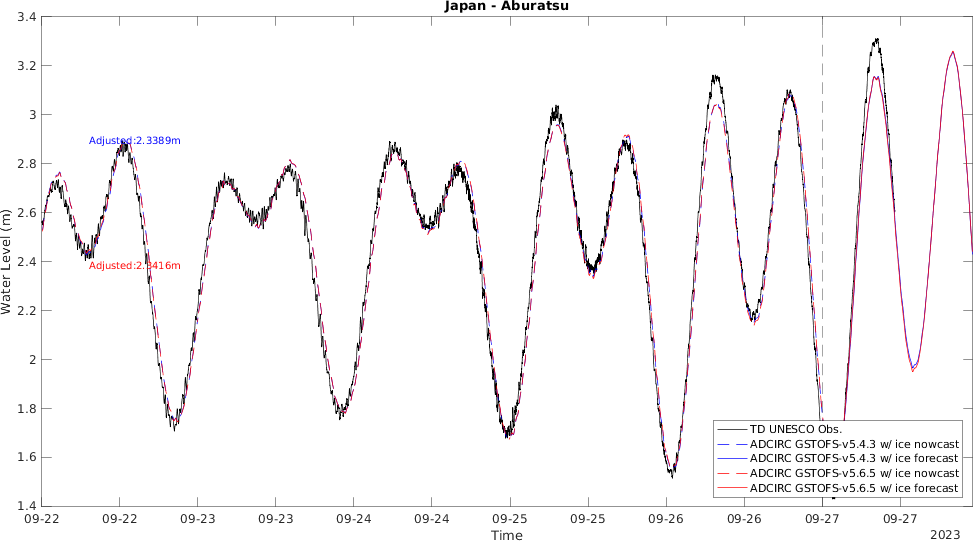 Japan - Aburatsu
3.4
3.2
3
2.8
2.6
2.4
2.2
2
1.8
1.6
1.4
Water Level (m)
Adjusted:2.3389m
Adjusted:2.3416m
TD UNESCO Obs.
ADCIRC GSTOFS-v5.4.3 w/ ice nowcast
ADCIRC GSTOFS-v5.4.3 w/ ice forecast
ADCIRC GSTOFS-v5.6.5 w/ ice nowcast
ADCIRC GSTOFS-v5.6.5 w/ ice forecast
09-22 09-22 09-23 09-23 09-24 09-24 09-25 09-25 09-26 09-26 09-27 09-27
Time
2023